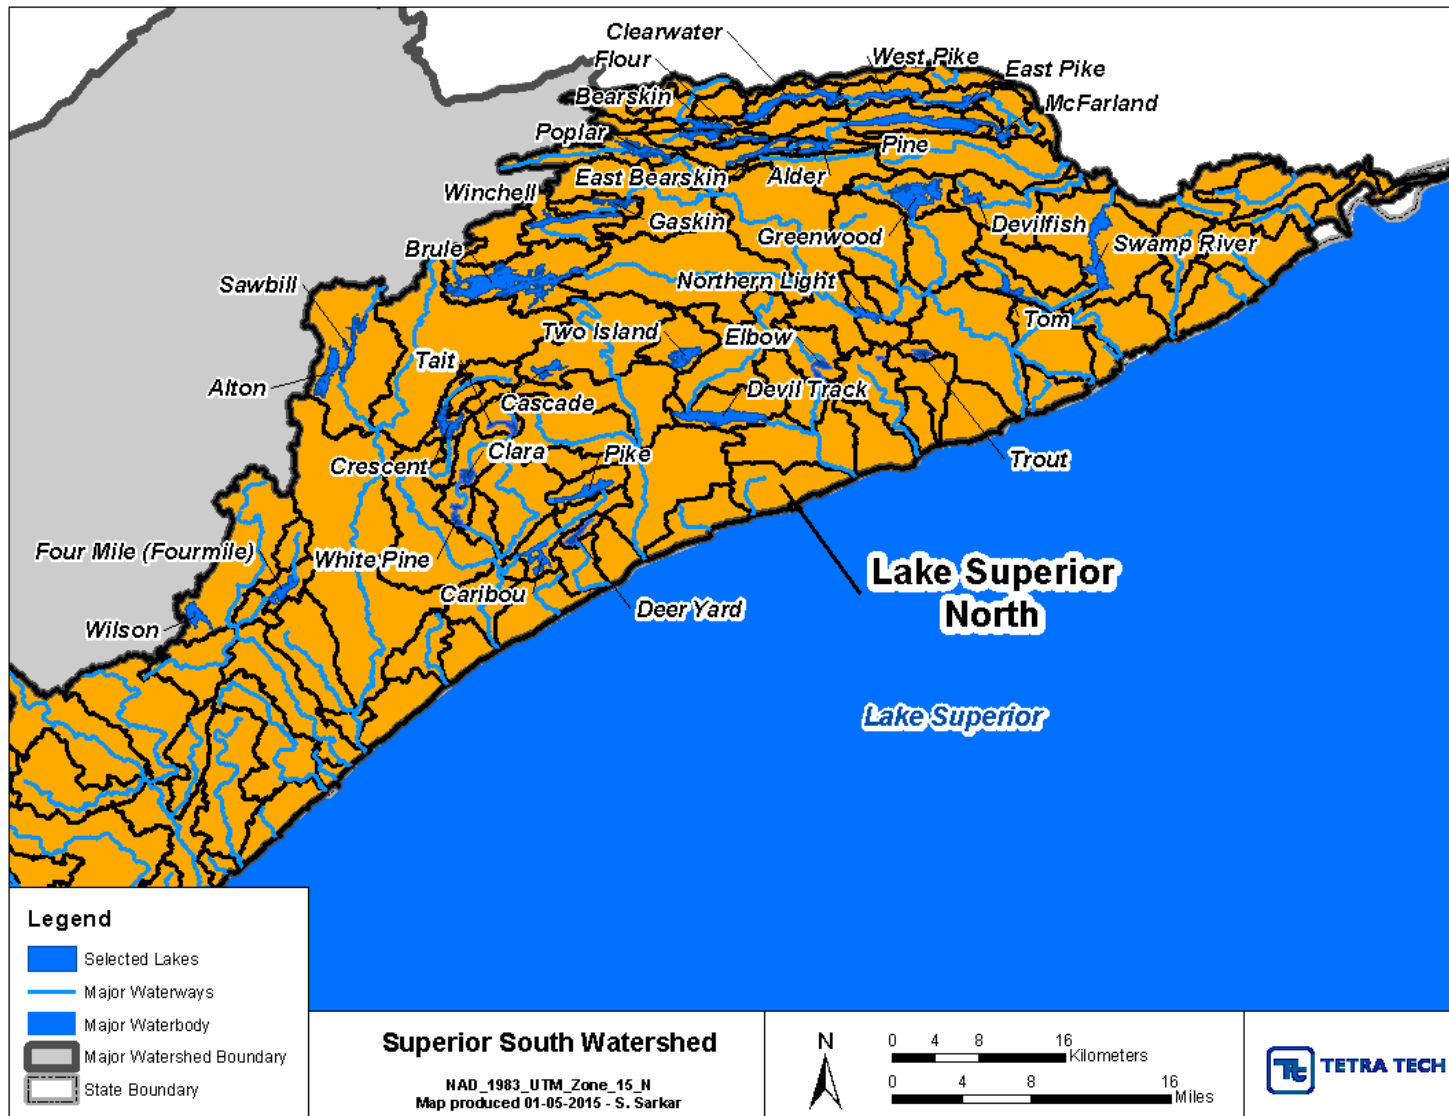 Clearwater
Flour
West Pike
East Pike
Bearskin
McFarland
Poplar
Pine
East Bearskin
Alder
Winchell
Gaskin
Devilfish
Greenwood
Swamp River
Brule
Sawbill
Northern Light
Tom
Two Island
Elbow
Tait
Alton
Devil Track
Cascade
Crescent
Clara
Pike
Trout
Four Mile (Fourmile)
White Pine
Lake Superior
North
Caribou
Deer Yard
Wilson
Lake Superior
Legend
Selected Lakes
Major Waterways
Major Waterbody
Major Watershed Boundary
State Boundary
Superior South Watershed
NAD_1983_UTM_Zone_15_N
Map produced 01-05-2015 - S. Sarkar
N
0 4 8 16
Kilometers
0 4 8 16
Miles
TETRA TECH